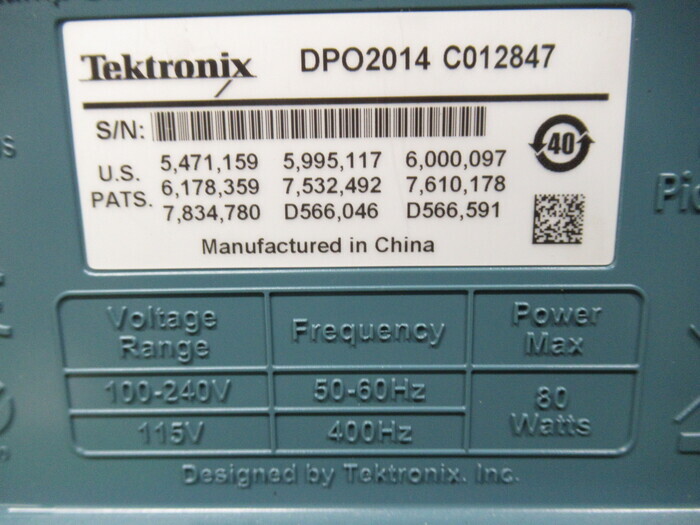 Tektronix DPO2014 C012847
S/N:
U.S. PATS.
5,471,159 5,995,117 6,000,097
6,178,359 7,532,492 7,610,178
7,834,780 D566,046 D566,591
40
Manufactured in China
Voltage Range Frequency Power Max
100-240V 50-60Hz 80 Watts
115V 400Hz
Designed by Tektronix. Inc.